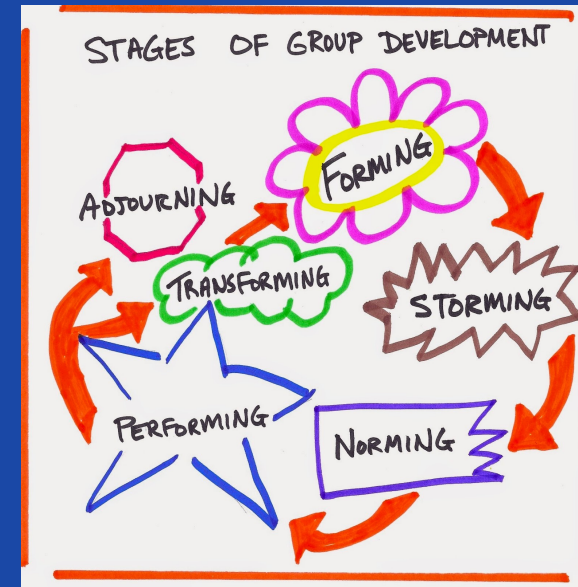 STAGES OF GROUP DEVELOPMENT
FORMING
ADJOURNING
TRANSFORMING
STORMING
PERFORMING
NORMING